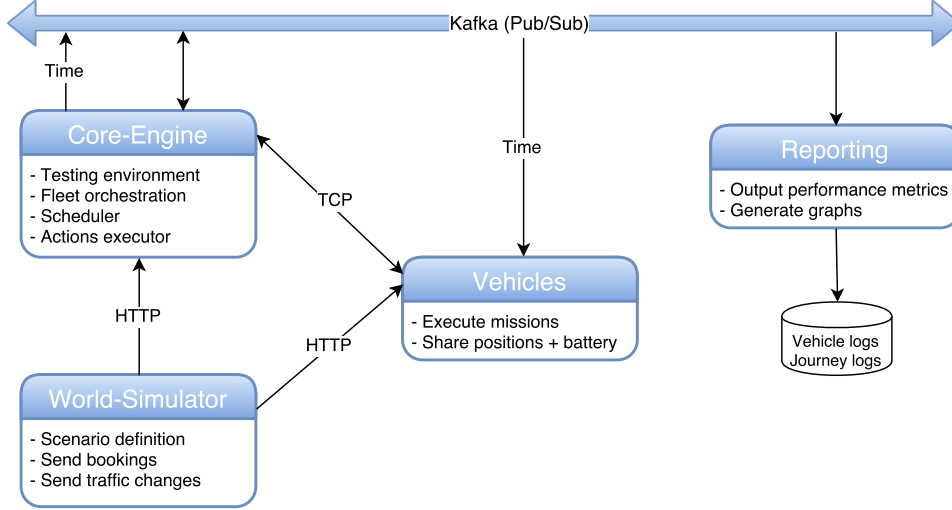 Kafka (Pub/Sub)
Time
Core-Engine
- Testing environment
- Fleet orchestration
- Scheduler
- Actions executor
TCP
Time
Reporting
- Output performance metrics
- Generate graphs
Vehicles
- Execute missions
- Share positions + battery
HTTP
HTTP
Vehicle logs
Journey logs
World-Simulator
- Scenario definition
- Send bookings
- Send traffic changes